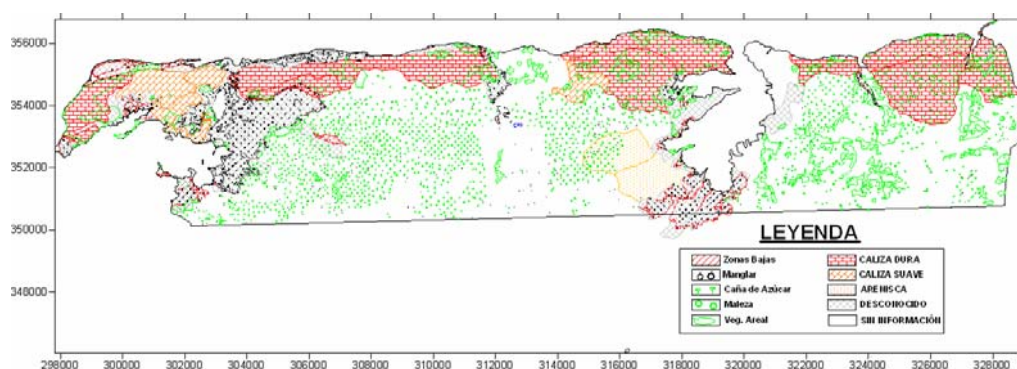 356000
354000
352000
350000
348000
LEYENDA
Zonas Bajas
CALIZA DURA
Manglar
CALIZA SUAVE
Caña de Azúcar
ARENISCA
Maleza
DESCONOCIDO
Veg. Areal
SIN INFORMACIÓN
298000 300000 302000 304000 306000 308000 310000 312000 314000 316000 318000 320000 322000 324000 326000 328000